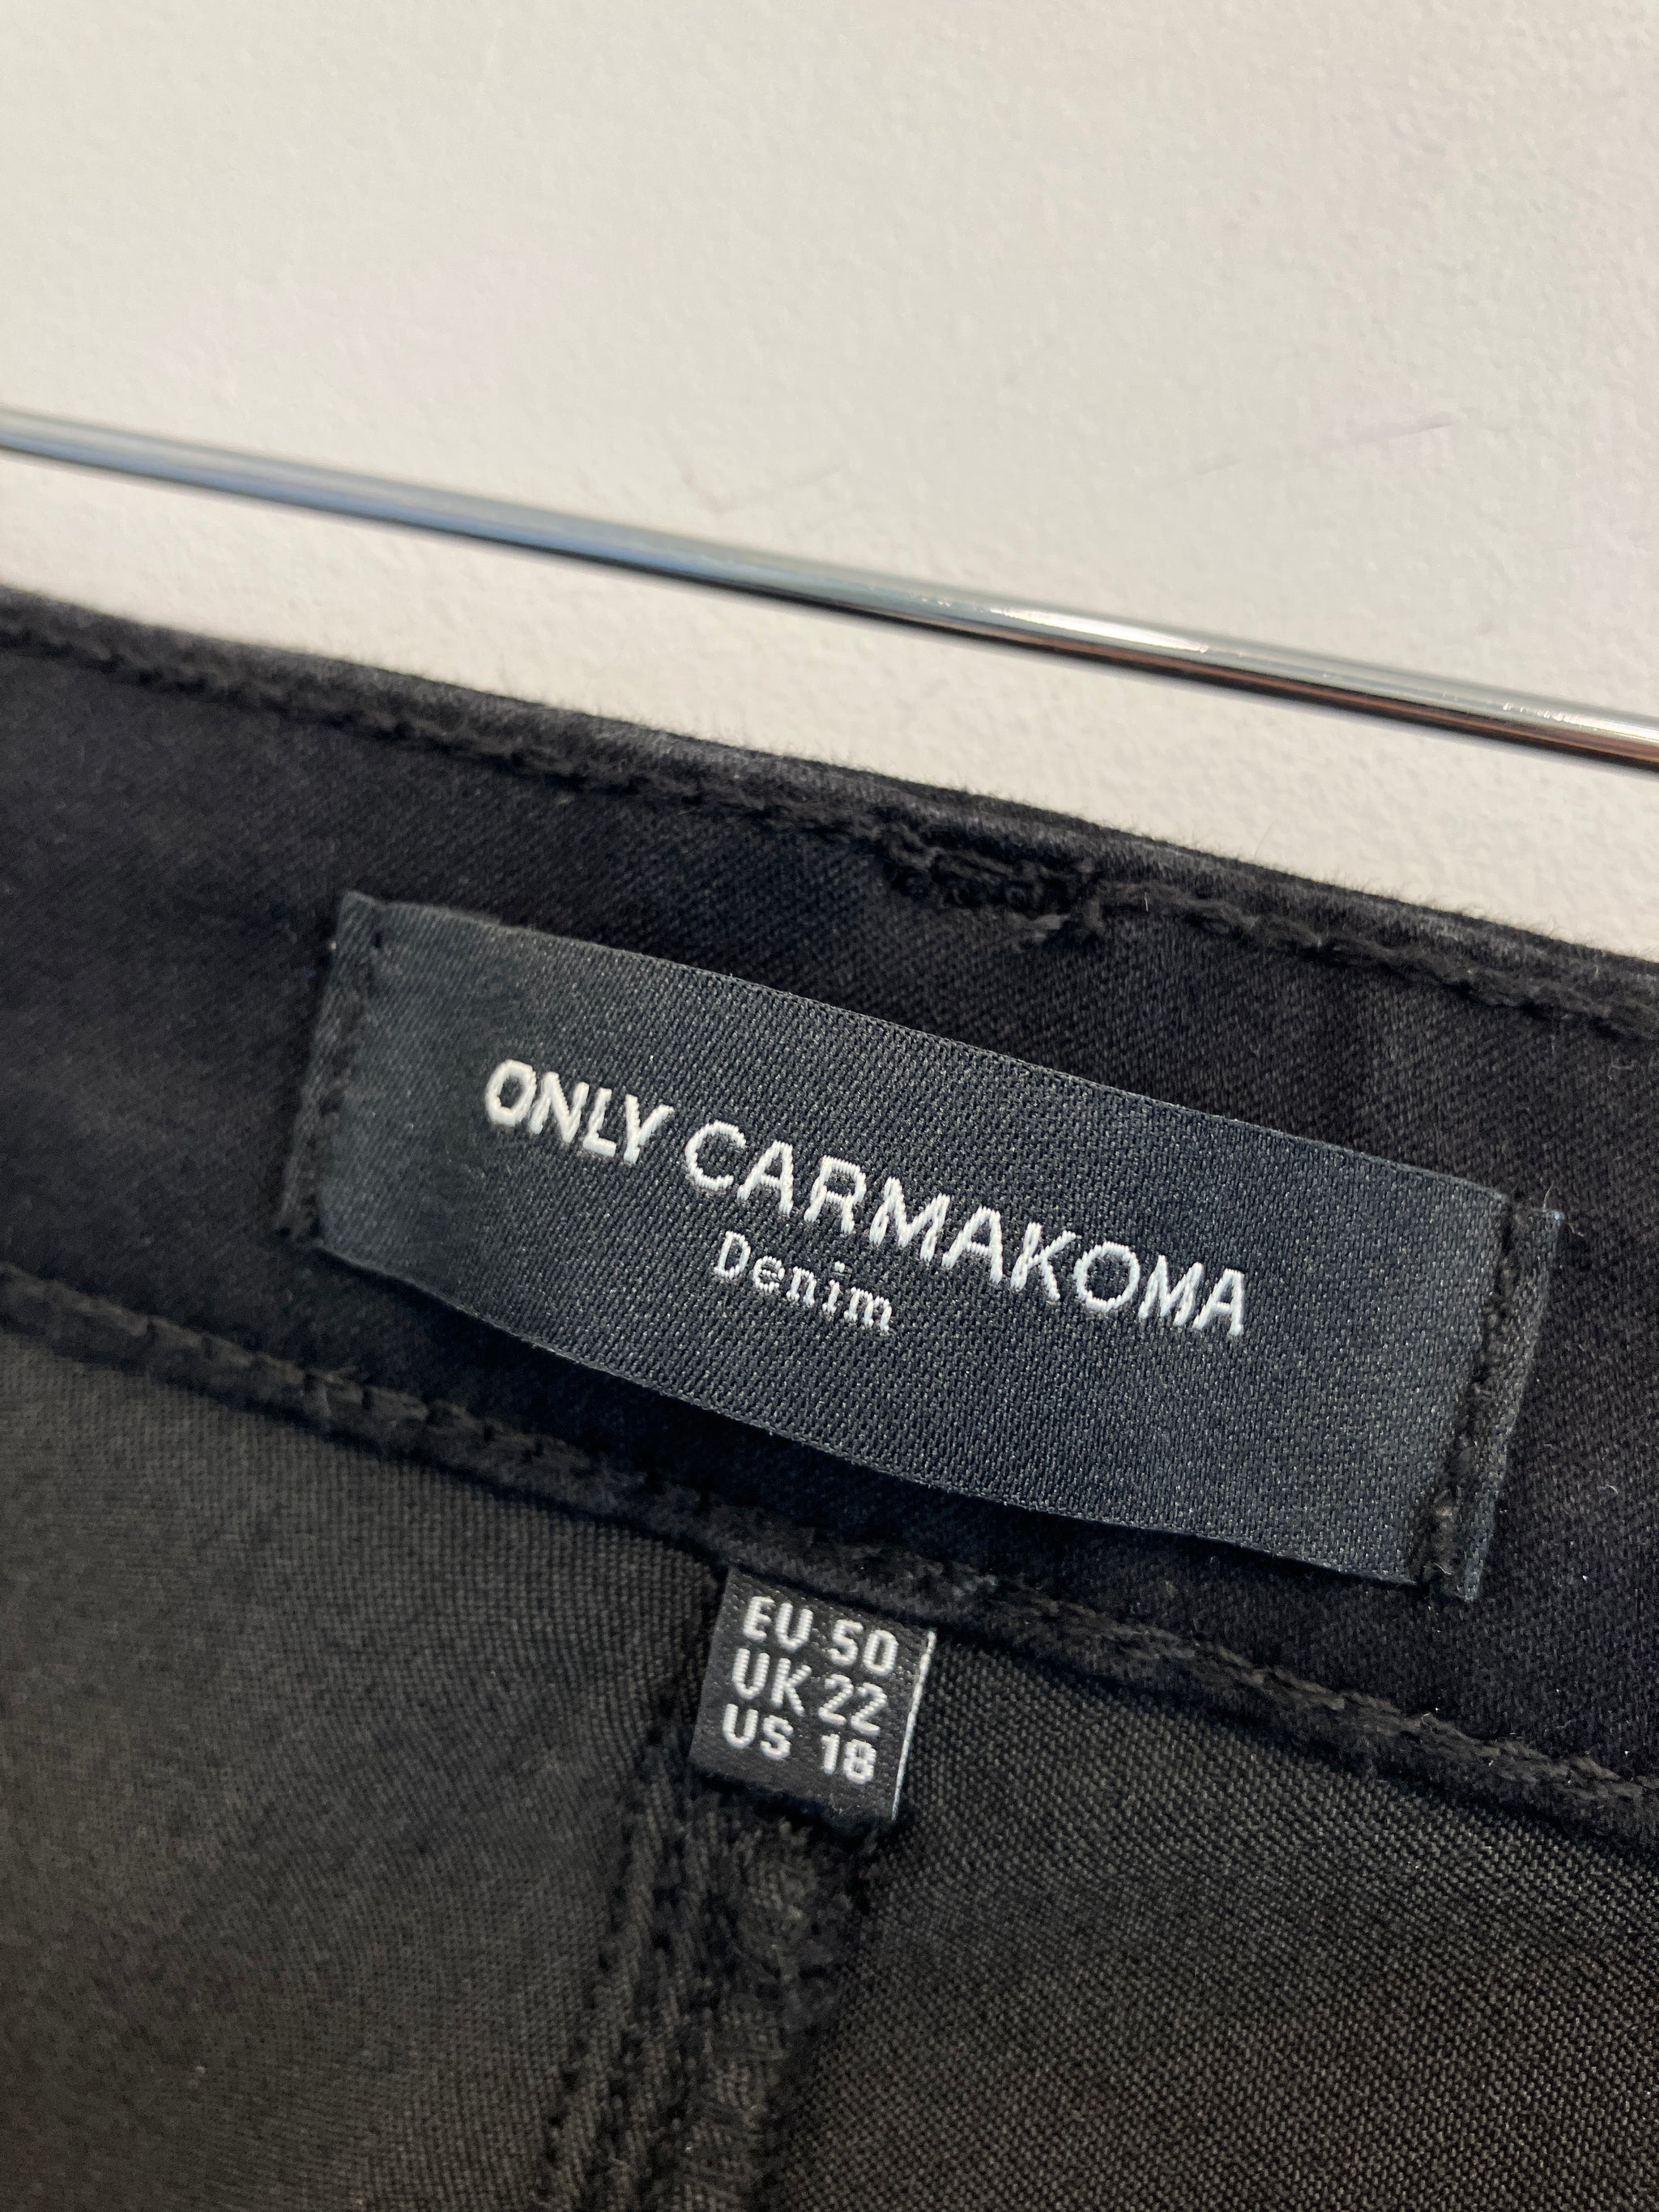 ONLY CARMAKOMA
Denim
EU 50
UK 22
US 18